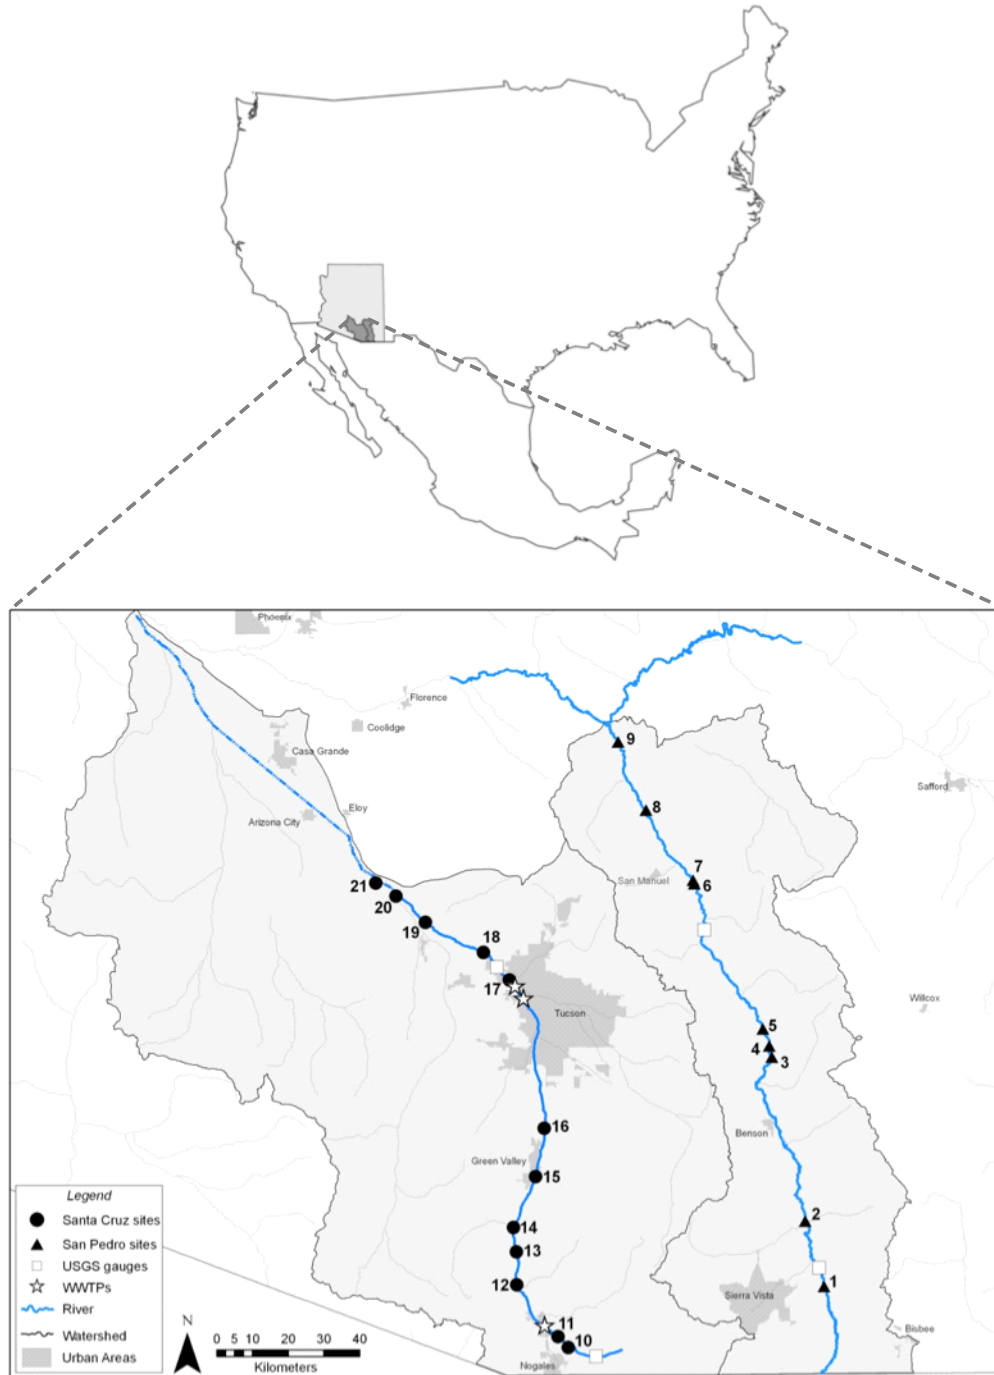 Phoenix
Florence
Coolidge
Casa Grande
9
Safford
8
Eloy
Arizona City
7
San Manuel
6
21
20
19
18
17
Willcox
Tucson
5
4
3
16
Benson
Green Valley
15
2
14
13
12
1
Sierra Vista
11
10
Bisbee
Nogales
Legend
Santa Cruz sites
San Pedro sites
USGS gauges
WWTPs
River
Watershed
Urban Areas
N
0 5 10 20 30 40
Kilometers